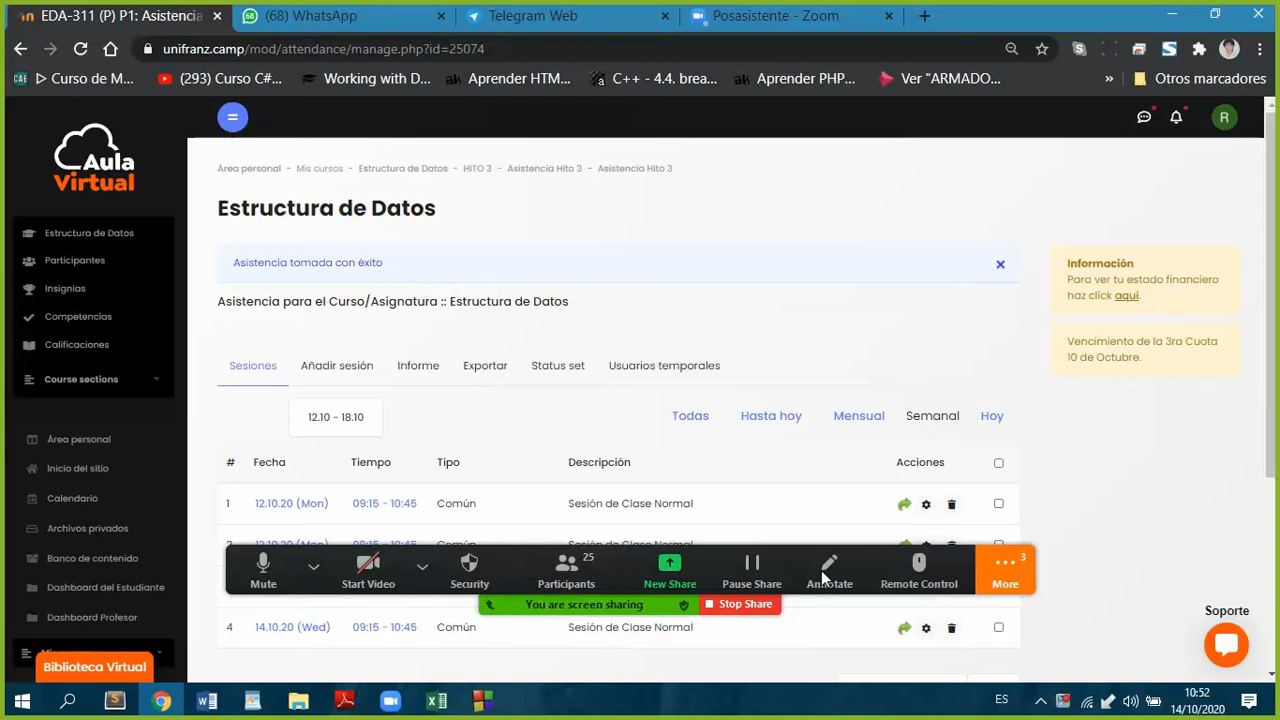 EDA-311 (P) P1: Asistencia
(68) WhatsApp
Telegram Web
Posasistente - Zoom
unifranz.camp/mod/attendance/manage.php?id=25074
▷ Curso de M...
(293) Curso C#...
Working with D...
Aprender HTM...
C++ - 4.4. brea...
Aprender PHP...
Ver "ARMADO...
»
Otros marcadores
Aula
Virtual
R
Estructura de Datos
Participantes
Insignias
Competencias
Calificaciones
Course sections
Área personal
Inicio del sitio
Calendario
Archivos privados
Banco de contenido
Dashboard del Estudiante
Dashboard Profesor
Biblioteca Virtual
Área personal - Mis cursos - Estructura de Datos - HITO 3 - Asistencia Hito 3 - Asistencia Hito 3
Estructura de Datos
Asistencia tomada con éxito
Asistencia para el Curso/Asignatura :: Estructura de Datos
Sesiones
Añadir sesión
Informe
Exportar
Status set
Usuarios temporales
12.10 - 18.10
Todas
Hasta hoy
Mensual
Semanal
Hoy
# Fecha Tiempo Tipo Descripción Acciones
1 12.10.20 (Mon) 09:15 - 10:45 Común Sesión de Clase Normal
4 14.10.20 (Wed) 09:15 - 10:45 Común Sesión de Clase Normal
Información
Para ver tu estado financiero
haz click aquí.
Vencimiento de la 3ra Cuota
10 de Octubre.
Mute
Start Video
Security
Participants
25
New Share
Pause Share
Annotate
Remote Control
3
More
You are screen sharing
Stop Share
Soporte
ES
10:52
14/10/2020